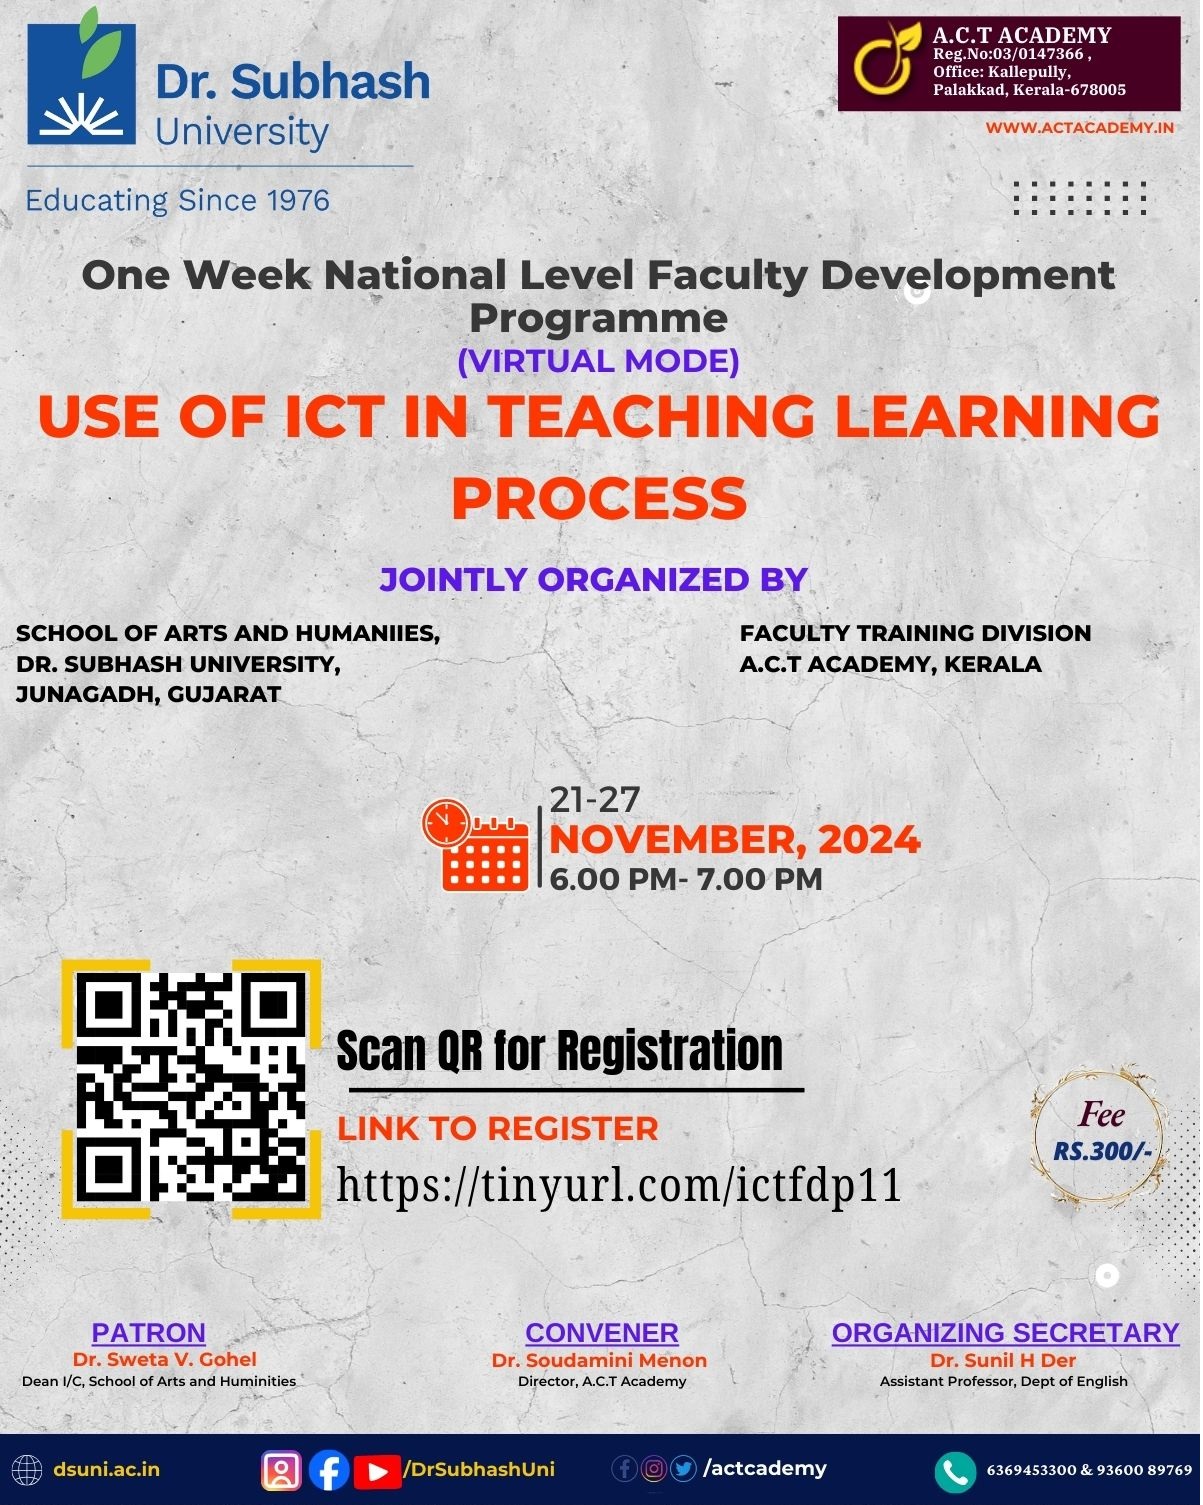 Dr. Subhash
University
Educating Since 1976
A.C.T ACADEMY
Reg.No:03/0147366 ,
Office: Kallepully,
Palakkad, Kerala-678005
WWW.ACTACADEMY.IN
One Week National Level Faculty Development
Programme
(VIRTUAL MODE)
USE OF ICT IN TEACHING LEARNING
PROCESS
JOINTLY ORGANIZED BY
SCHOOL OF ARTS AND HUMANIIES,
DR. SUBHASH UNIVERSITY,
JUNAGADH, GUJARAT
FACULTY TRAINING DIVISION
A.C.T ACADEMY, KERALA
21-27
NOVEMBER, 2024
6.00 PM- 7.00 PM
Scan QR for Registration
LINK TO REGISTER
https://tinyurl.com/ictfdp11
Fee
RS.300/-
PATRON
Dr. Sweta V. Gohel
Dean I/C, School of Arts and Huminities
CONVENER
Dr. Soudamini Menon
Director, A.C.T Academy
ORGANIZING SECRETARY
Dr. Sunil H Der
Assistant Professor, Dept of English
dsuni.ac.in
/DrSubhashUni
/actcademy
6369453300 & 93600 89769